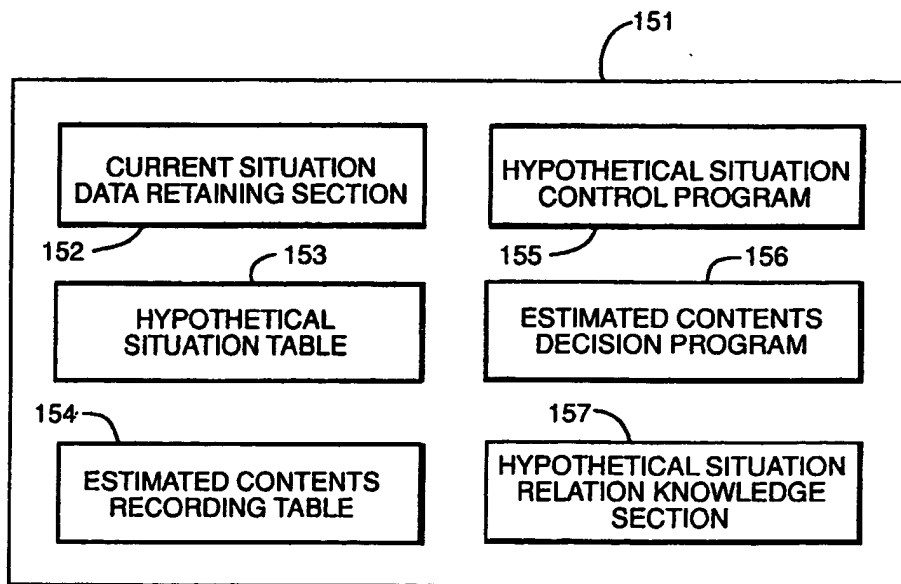 151
CURRENT SITUATION
DATA RETAINING SECTION
152
HYPOTHETICAL SITUATION
CONTROL PROGRAM
155
153
HYPOTHETICAL
SITUATION TABLE
156
ESTIMATED CONTENTS
DECISION PROGRAM
154
ESTIMATED CONTENTS
RECORDING TABLE
157
HYPOTHETICAL SITUATION
RELATION KNOWLEDGE
SECTION